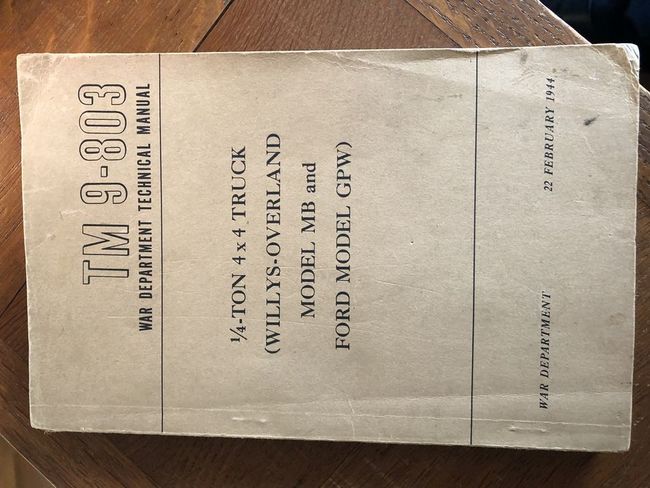 TM 9-803
WAR DEPARTMENT TECHNICAL MANUAL
¼-TON 4 x 4 TRUCK
(WILLYS-OVERLAND
MODEL MB and
FORD MODEL GPW)
WAR DEPARTMENT
22 FEBRUARY 1944